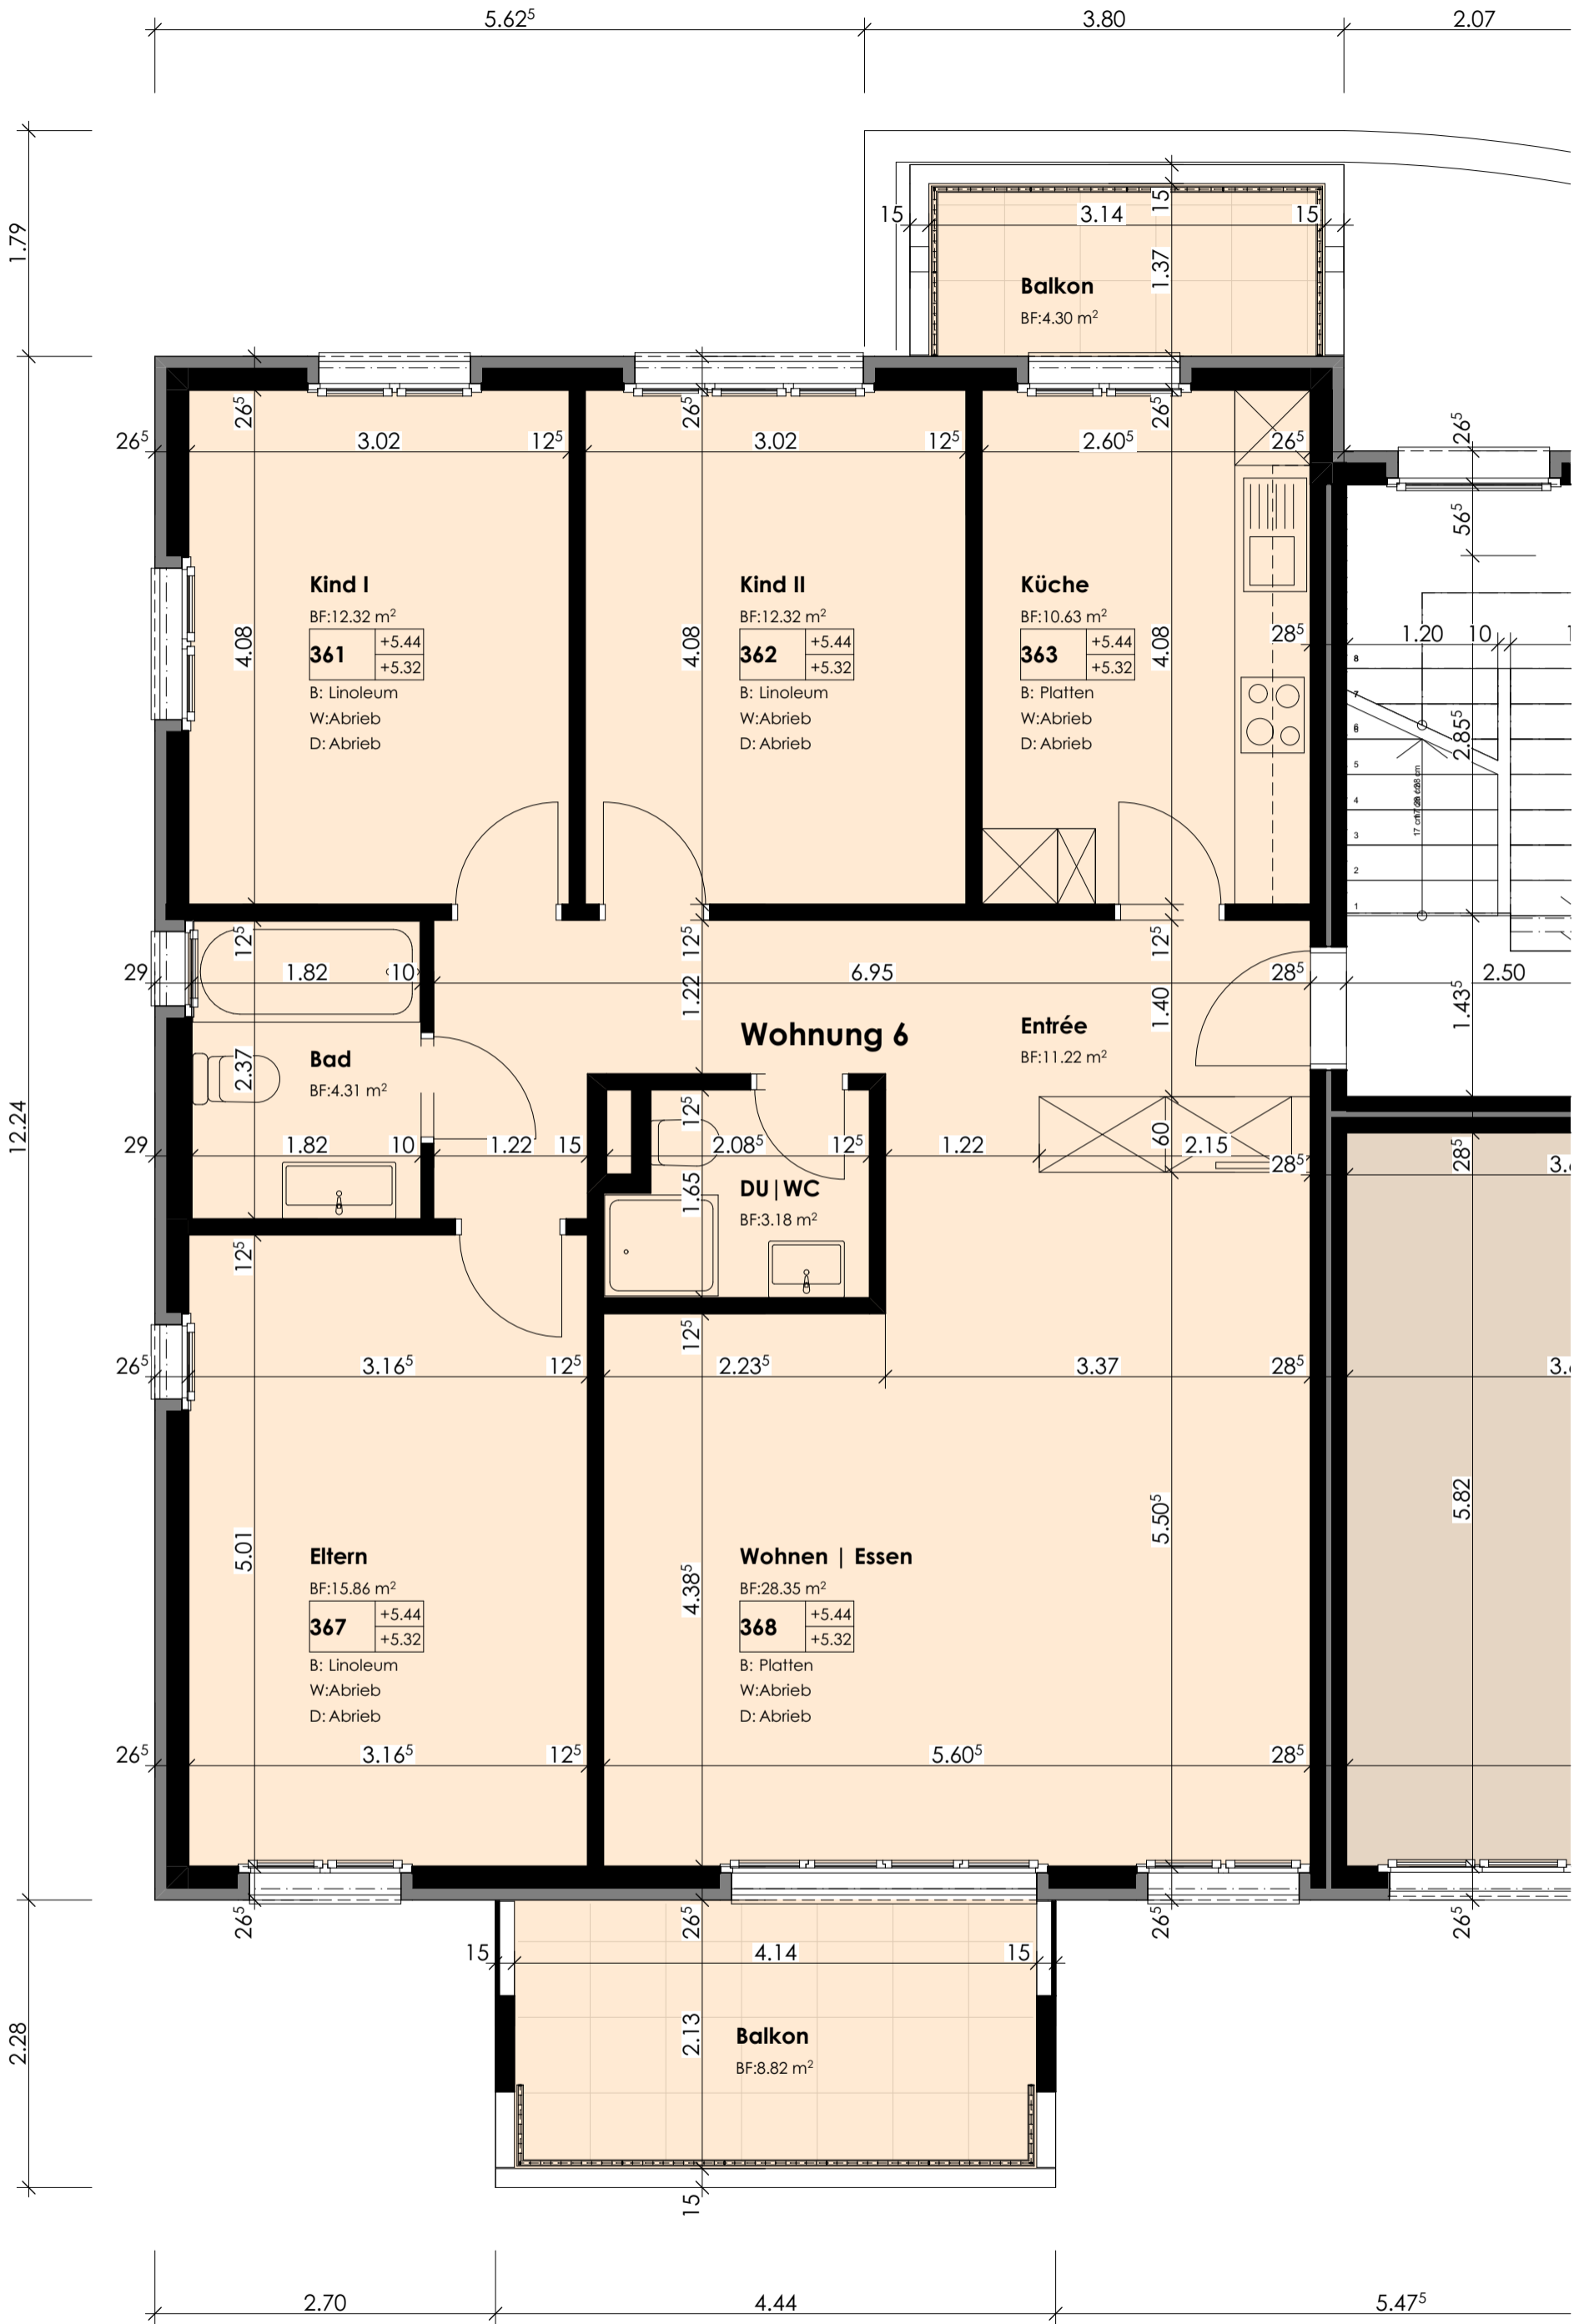 5.62⁵ 3.80 2.07
1.79
15 3.14 15
15
1.37
Balkon
BF:4.30 m²
26⁵ 26⁵ 26⁵ 26⁵
26⁵ 3.02 12⁵ 3.02 12⁵ 2.60⁵ 26⁵
56⁵
Kind I
BF:12.32 m²
361 +5.44
+5.32
B: Linoleum
W:Abrieb
D: Abrieb
4.08
Kind II
BF:12.32 m²
362 +5.44
+5.32
B: Linoleum
W:Abrieb
D: Abrieb
4.08
Küche
BF:10.63 m²
363 +5.44
+5.32
B: Platten
W:Abrieb
D: Abrieb
4.08
28⁵ 1.20 10
8
7
2.85⁵
5
4
3
2
1
12⁵ 12⁵ 12⁵
29 1.82 10 6.95 28⁵ 2.50
1.22 1.40 1.43⁵
Wohnung 6
Entrée
BF:11.22 m²
Bad
BF:4.31 m²
2.37
12.24
12⁵ 60
29 1.82 10 1.22 15 2.08⁵ 12⁵ 1.22 2.15
28⁵ 28⁵
DU|WC
BF:3.18 m²
1.65
12⁵ 12⁵
26⁵ 3.16⁵ 12⁵ 2.23⁵ 3.37 28⁵
5.01 4.38⁵ 5.50⁵ 5.82
Eltern
BF:15.86 m²
367 +5.44
+5.32
B: Linoleum
W:Abrieb
D: Abrieb
Wohnen | Essen
BF:28.35 m²
368 +5.44
+5.32
B: Platten
W:Abrieb
D: Abrieb
26⁵ 3.16⁵ 12⁵ 5.60⁵ 28⁵
26⁵ 26⁵ 26⁵ 26⁵
15 4.14 15
2.28
2.13
Balkon
BF:8.82 m²
15
2.70 4.44 5.47⁵